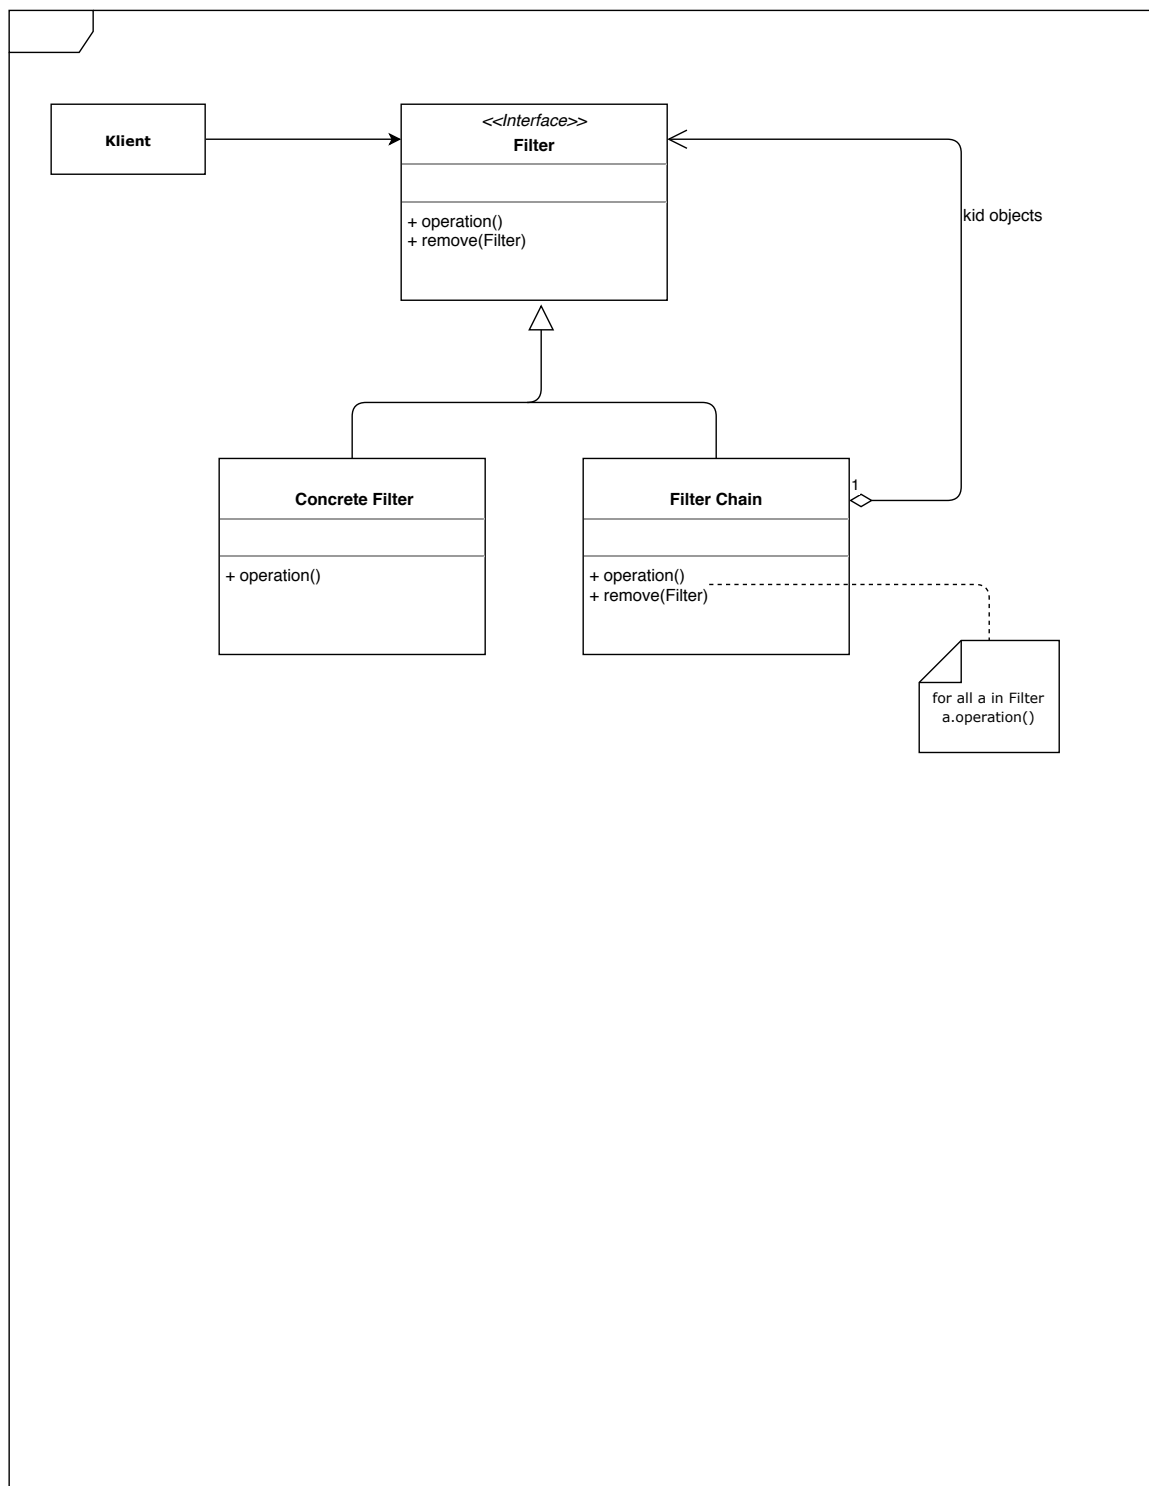 Klient
<<Interface>>
Filter
+ operation()
+ remove(Filter)
kid objects
Concrete Filter
+ operation()
Filter Chain
1
+ operation()
+ remove(Filter)
for all a in Filter
a.operation()